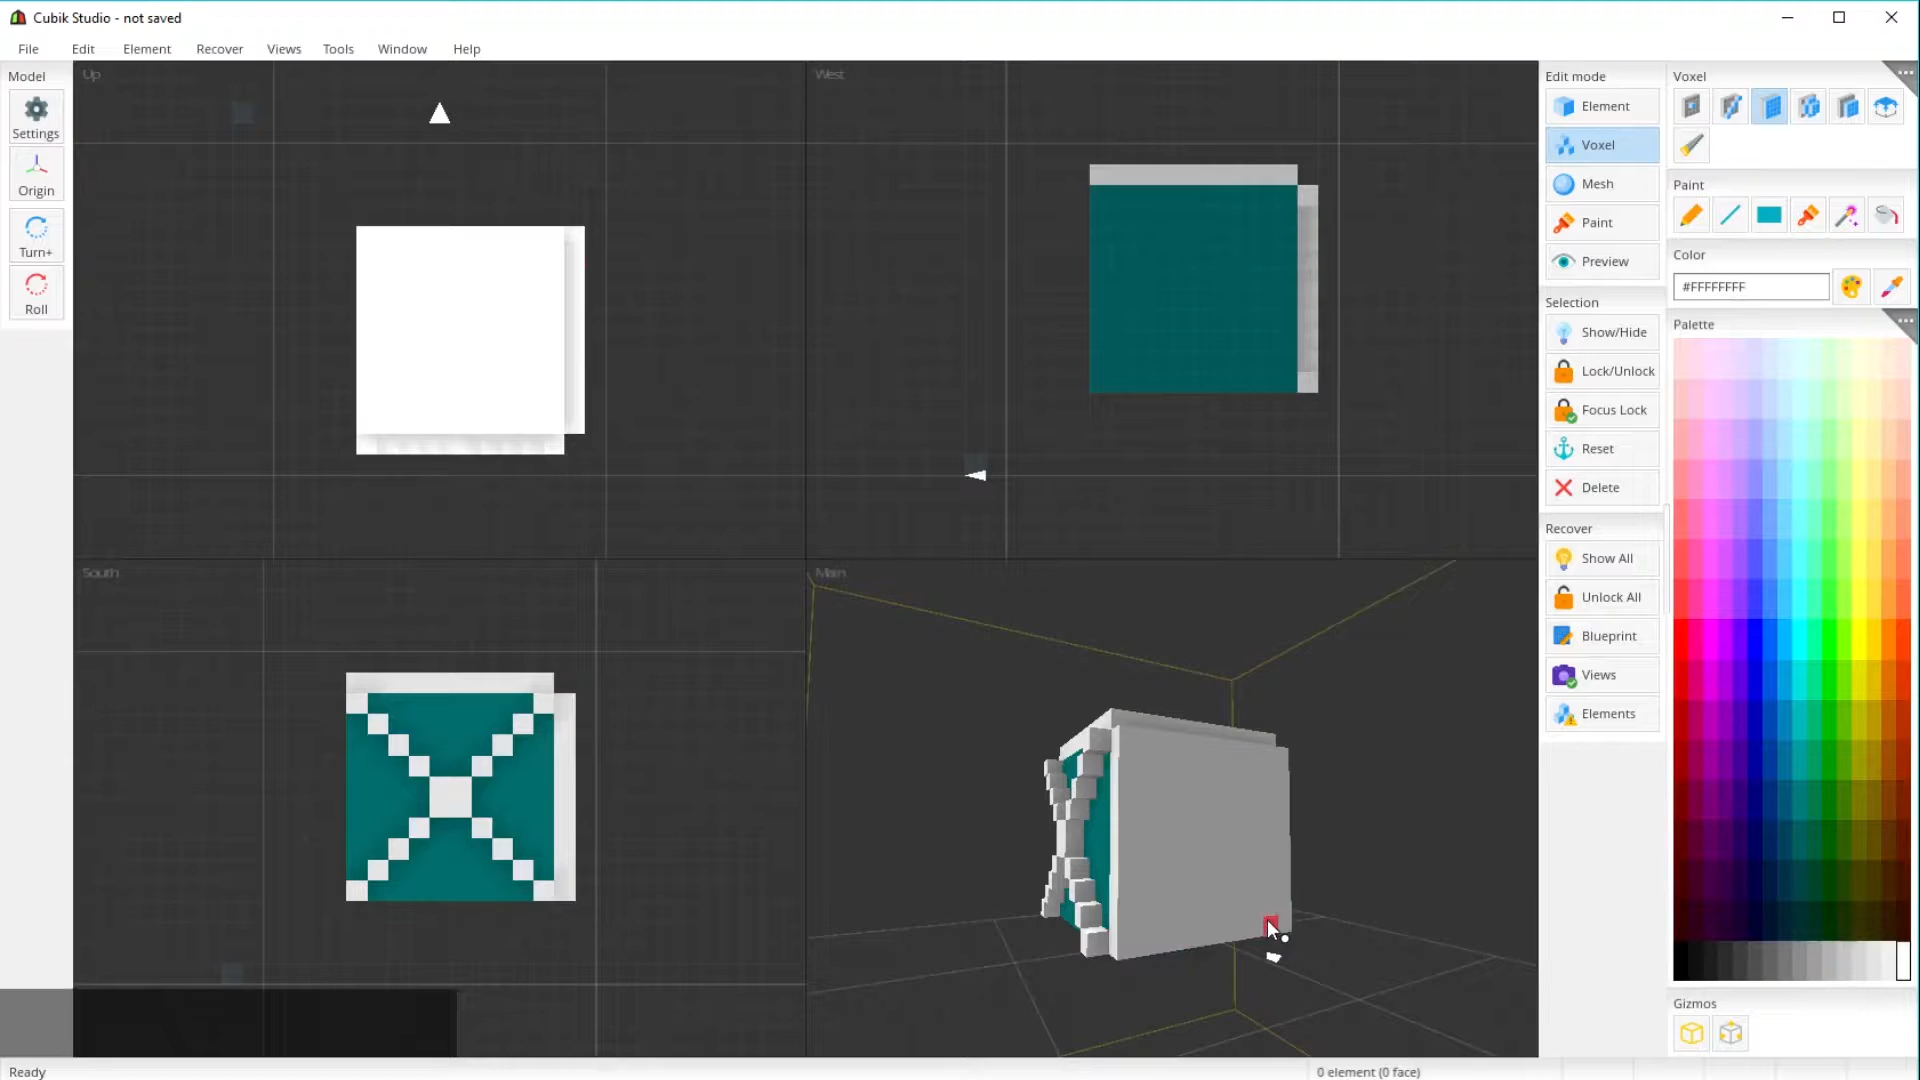 Cubik Studio - not saved
File Edit Element Recover Views Tools Window Help
Model
Settings
Origin
Turn+
Roll
Up
West
South
Main
Edit mode
Element
Voxel
Mesh
Paint
Preview
Selection
Show/Hide
Lock/Unlock
Focus Lock
Reset
Delete
Recover
Show All
Unlock All
Blueprint
Views
Elements
Voxel
Paint
Color
#FFFFFFFF
Palette
Gizmos
Ready
0 element (0 face)